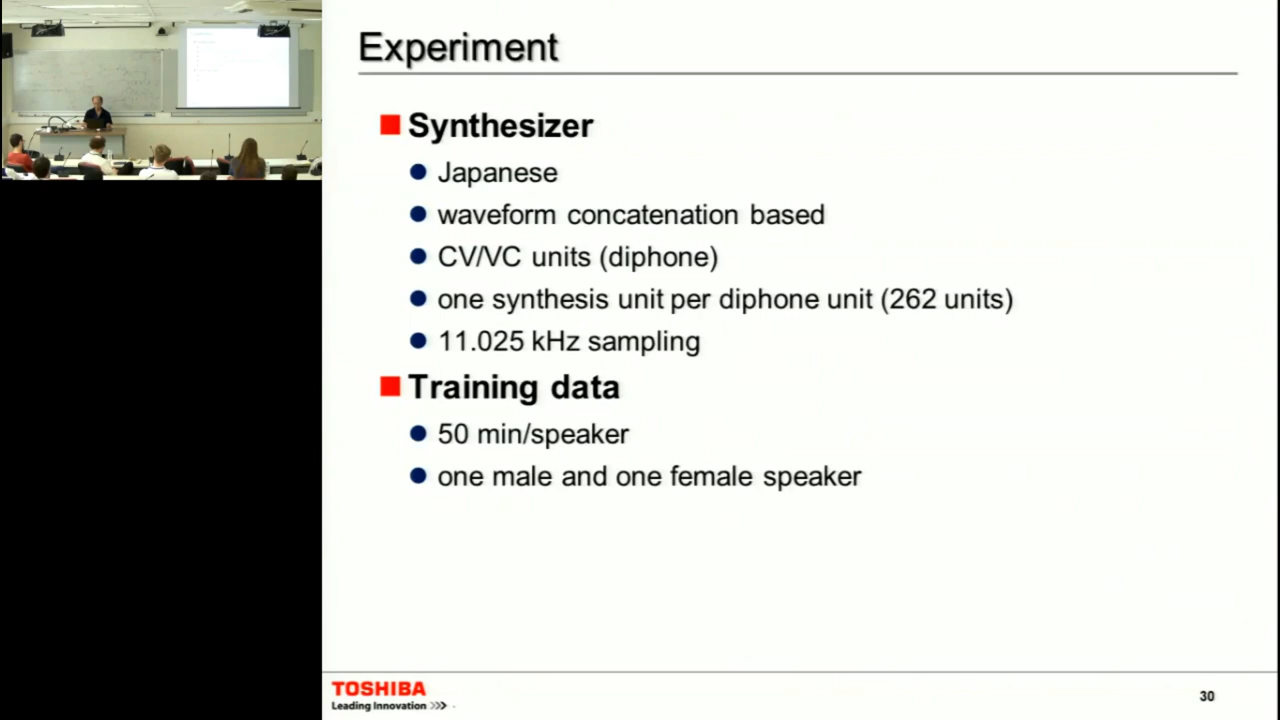 Experiment
Synthesizer
Japanese
waveform concatenation based
CV/VC units (diphone)
one synthesis unit per diphone unit (262 units)
11.025 kHz sampling
Training data
50 min/speaker
one male and one female speaker
TOSHIBA
Leading Innovation
30